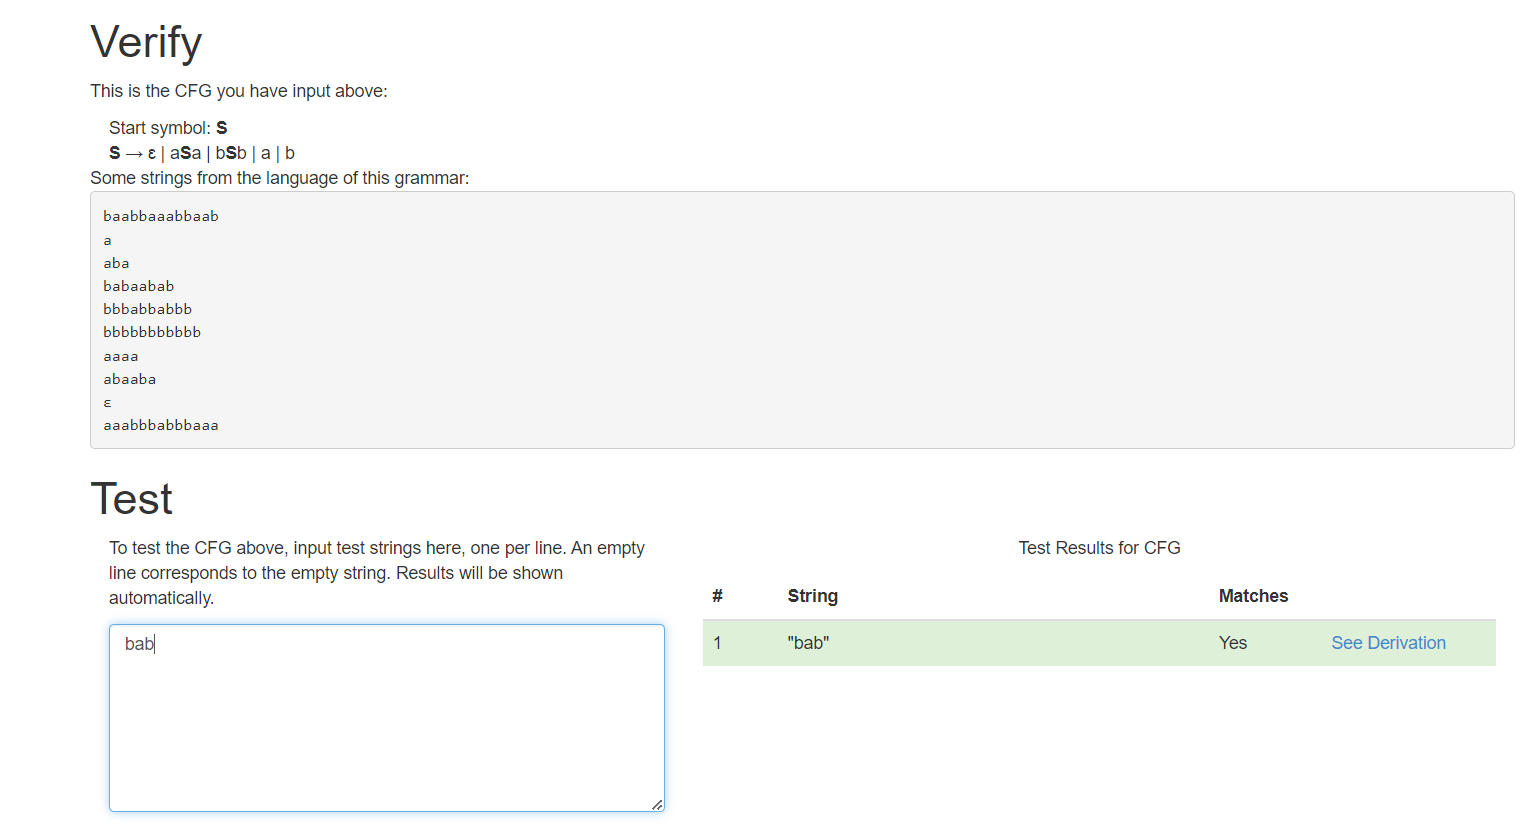 Verify
This is the CFG you have input above:
Start symbol: S
S → ε | aSa | bSb | a | b
Some strings from the language of this grammar:
baabbaaabbaab
a
aba
babaabab
bbbabbabbb
bbbbbbbbbbb
aaaa
abaaba
ε
aaabbbabbbaaa
Test
To test the CFG above, input test strings here, one per line. An empty
line corresponds to the empty string. Results will be shown
automatically.
bab
Test Results for CFG
# String Matches
1 "bab" Yes See Derivation